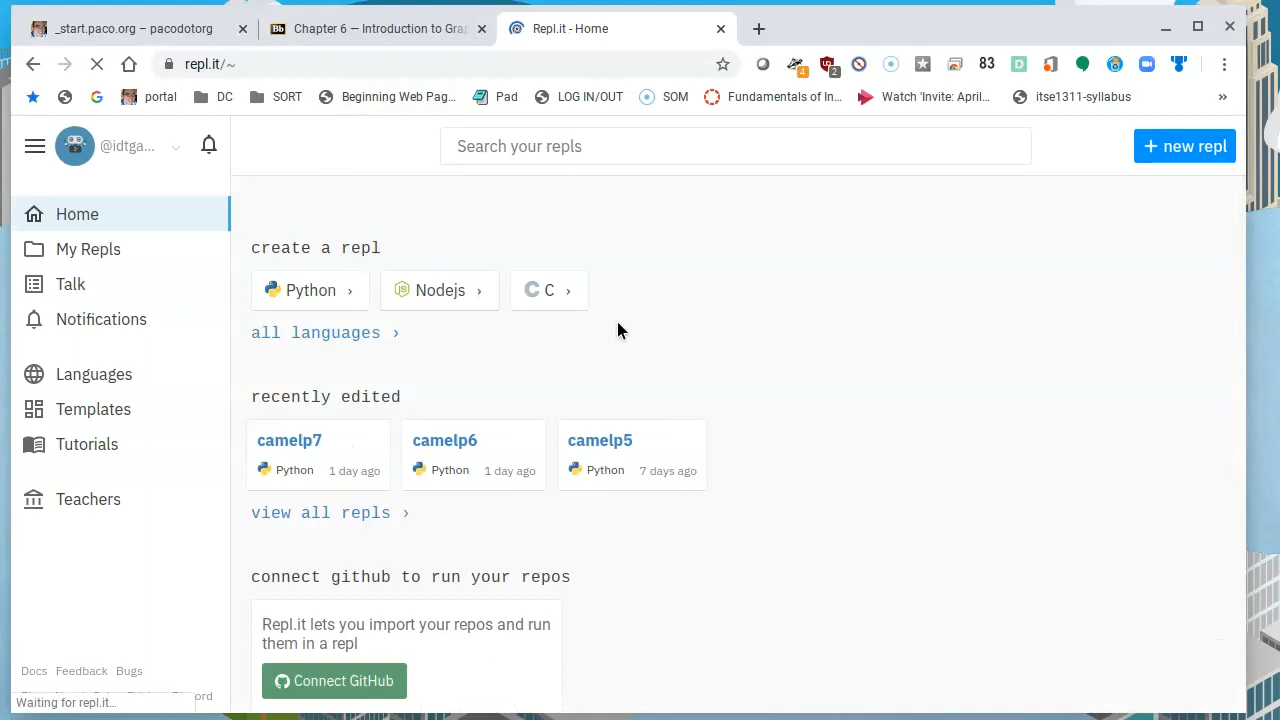 _start.paco.org – pacodotorg
Bb Chapter 6 — Introduction to Gra
Repl.it - Home
repl.it/~
4
2
83
D
portal
DC
SORT
Beginning Web Pag...
Pad
LOG IN/OUT
SOM
Fundamentals of In...
Watch 'Invite: April...
itse1311-syllabus
»
@idtga...
Search your repls
+ new repl
Home
My Repls
Talk
Notifications
Languages
Templates
Tutorials
Teachers
create a repl
Python ›
Nodejs ›
C ›
all languages ›
recently edited
camelp7
Python 1 day ago
camelp6
Python 1 day ago
camelp5
Python 7 days ago
view all repls ›
connect github to run your repos
Repl.it lets you import your repos and run
them in a repl
Connect GitHub
Docs Feedback Bugs
Waiting for repl.it...